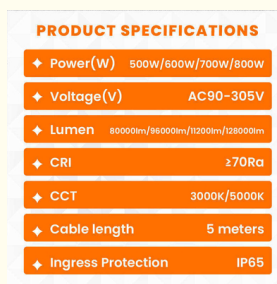 PRODUCT SPECIFICATIONS
Power(W) 500W/600W/700W/800W
Voltage(V) AC90-305V
Lumen 80000lm/96000lm/11200lm/128000lm
CRI ≥70Ra
CCT 3000K/5000K
Cable length 5 meters
Ingress Protection IP65